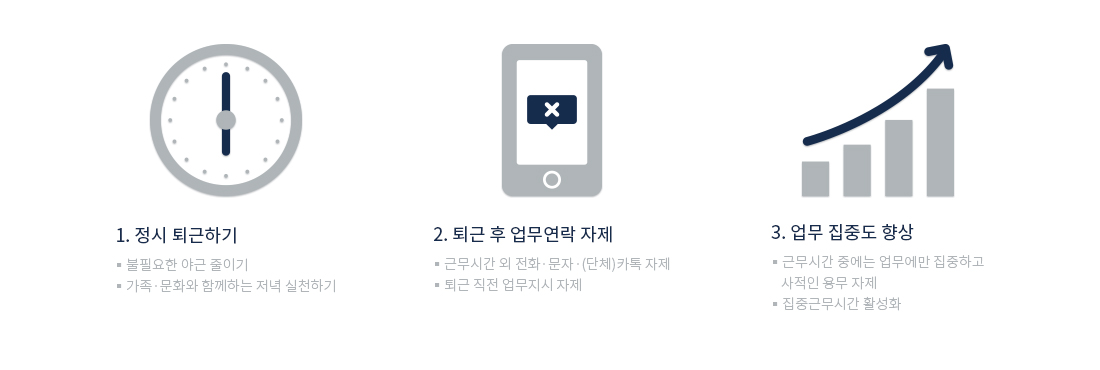 1. 정시 퇴근하기
▪ 불필요한 야근 줄이기
▪ 가족·문화와 함께하는 저녁 실천하기
2. 퇴근 후 업무연락 자제
▪ 근무시간 외 전화·문자·(단체)카톡 자제
▪ 퇴근 직전 업무지시 자제
3. 업무 집중도 향상
▪ 근무시간 중에는 업무에만 집중하고
사적인 용무 자제
▪ 집중근무시간 활성화